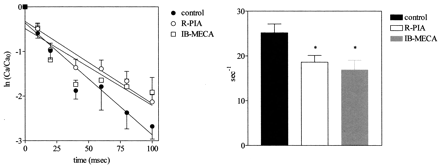 control
R-PIA
IB-MECA
0
-1
-2
-3
ln (Ca/Ca₀)
0 20 40 60 80 100
time (msec)
30
20
10
0
sec⁻¹
* *
control
R-PIA
IB-MECA